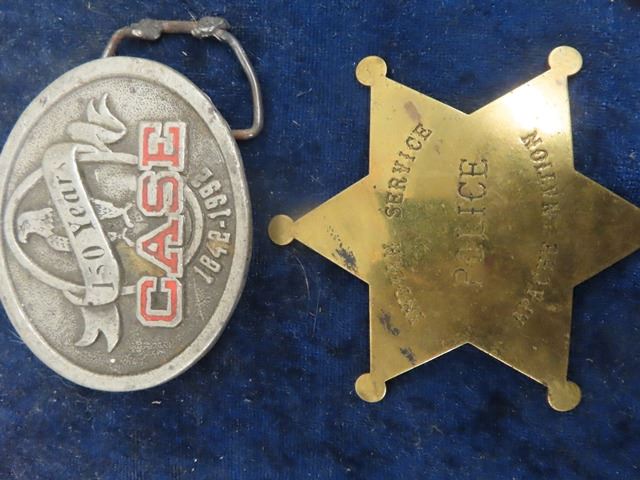 150 Years
CASE
1842-1992
INDIAN SERVICE
POLICE
APACHE NATION